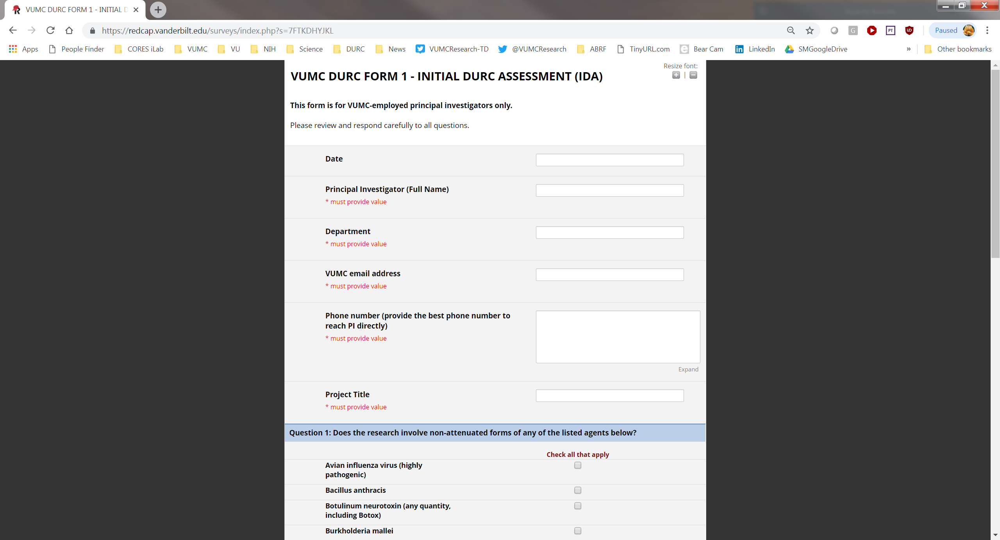 VUMC DURC FORM 1 - INITIAL D
https://redcap.vanderbilt.edu/surveys/index.php?s=7FTKDHYJKL
G
PT
Paused
Apps People Finder CORES iLab VUMC VU NIH Science DURC News VUMCResearch-TD @VUMCResearch ABRF TinyURL.com Bear Cam LinkedIn SMGoogleDrive » Other bookmarks
Resize font:
VUMC DURC FORM 1 - INITIAL DURC ASSESSMENT (IDA)
This form is for VUMC-employed principal investigators only.
Please review and respond carefully to all questions.
Date
Principal Investigator (Full Name)
* must provide value
Department
* must provide value
VUMC email address
* must provide value
Phone number (provide the best phone number to
reach PI directly)
* must provide value
Expand
Project Title
* must provide value
Question 1: Does the research involve non-attenuated forms of any of the listed agents below?
Check all that apply
Avian influenza virus (highly
pathogenic)
Bacillus anthracis
Botulinum neurotoxin (any quantity,
including Botox)
Burkholderia mallei